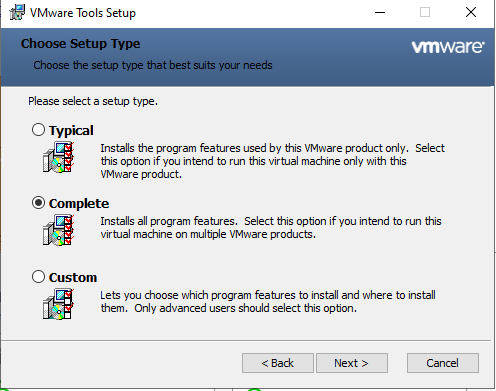 VMware Tools Setup
Choose Setup Type
Choose the setup type that best suits your needs
vmware
Please select a setup type.
Typical
Installs the program features used by this VMware product only. Select
this option if you intend to run this virtual machine only with this
VMware product.
Complete
Installs all program features. Select this option if you intend to run this
virtual machine on multiple VMware products.
Custom
Lets you choose which program features to install and where to install
them. Only advanced users should select this option.
< Back Next > Cancel